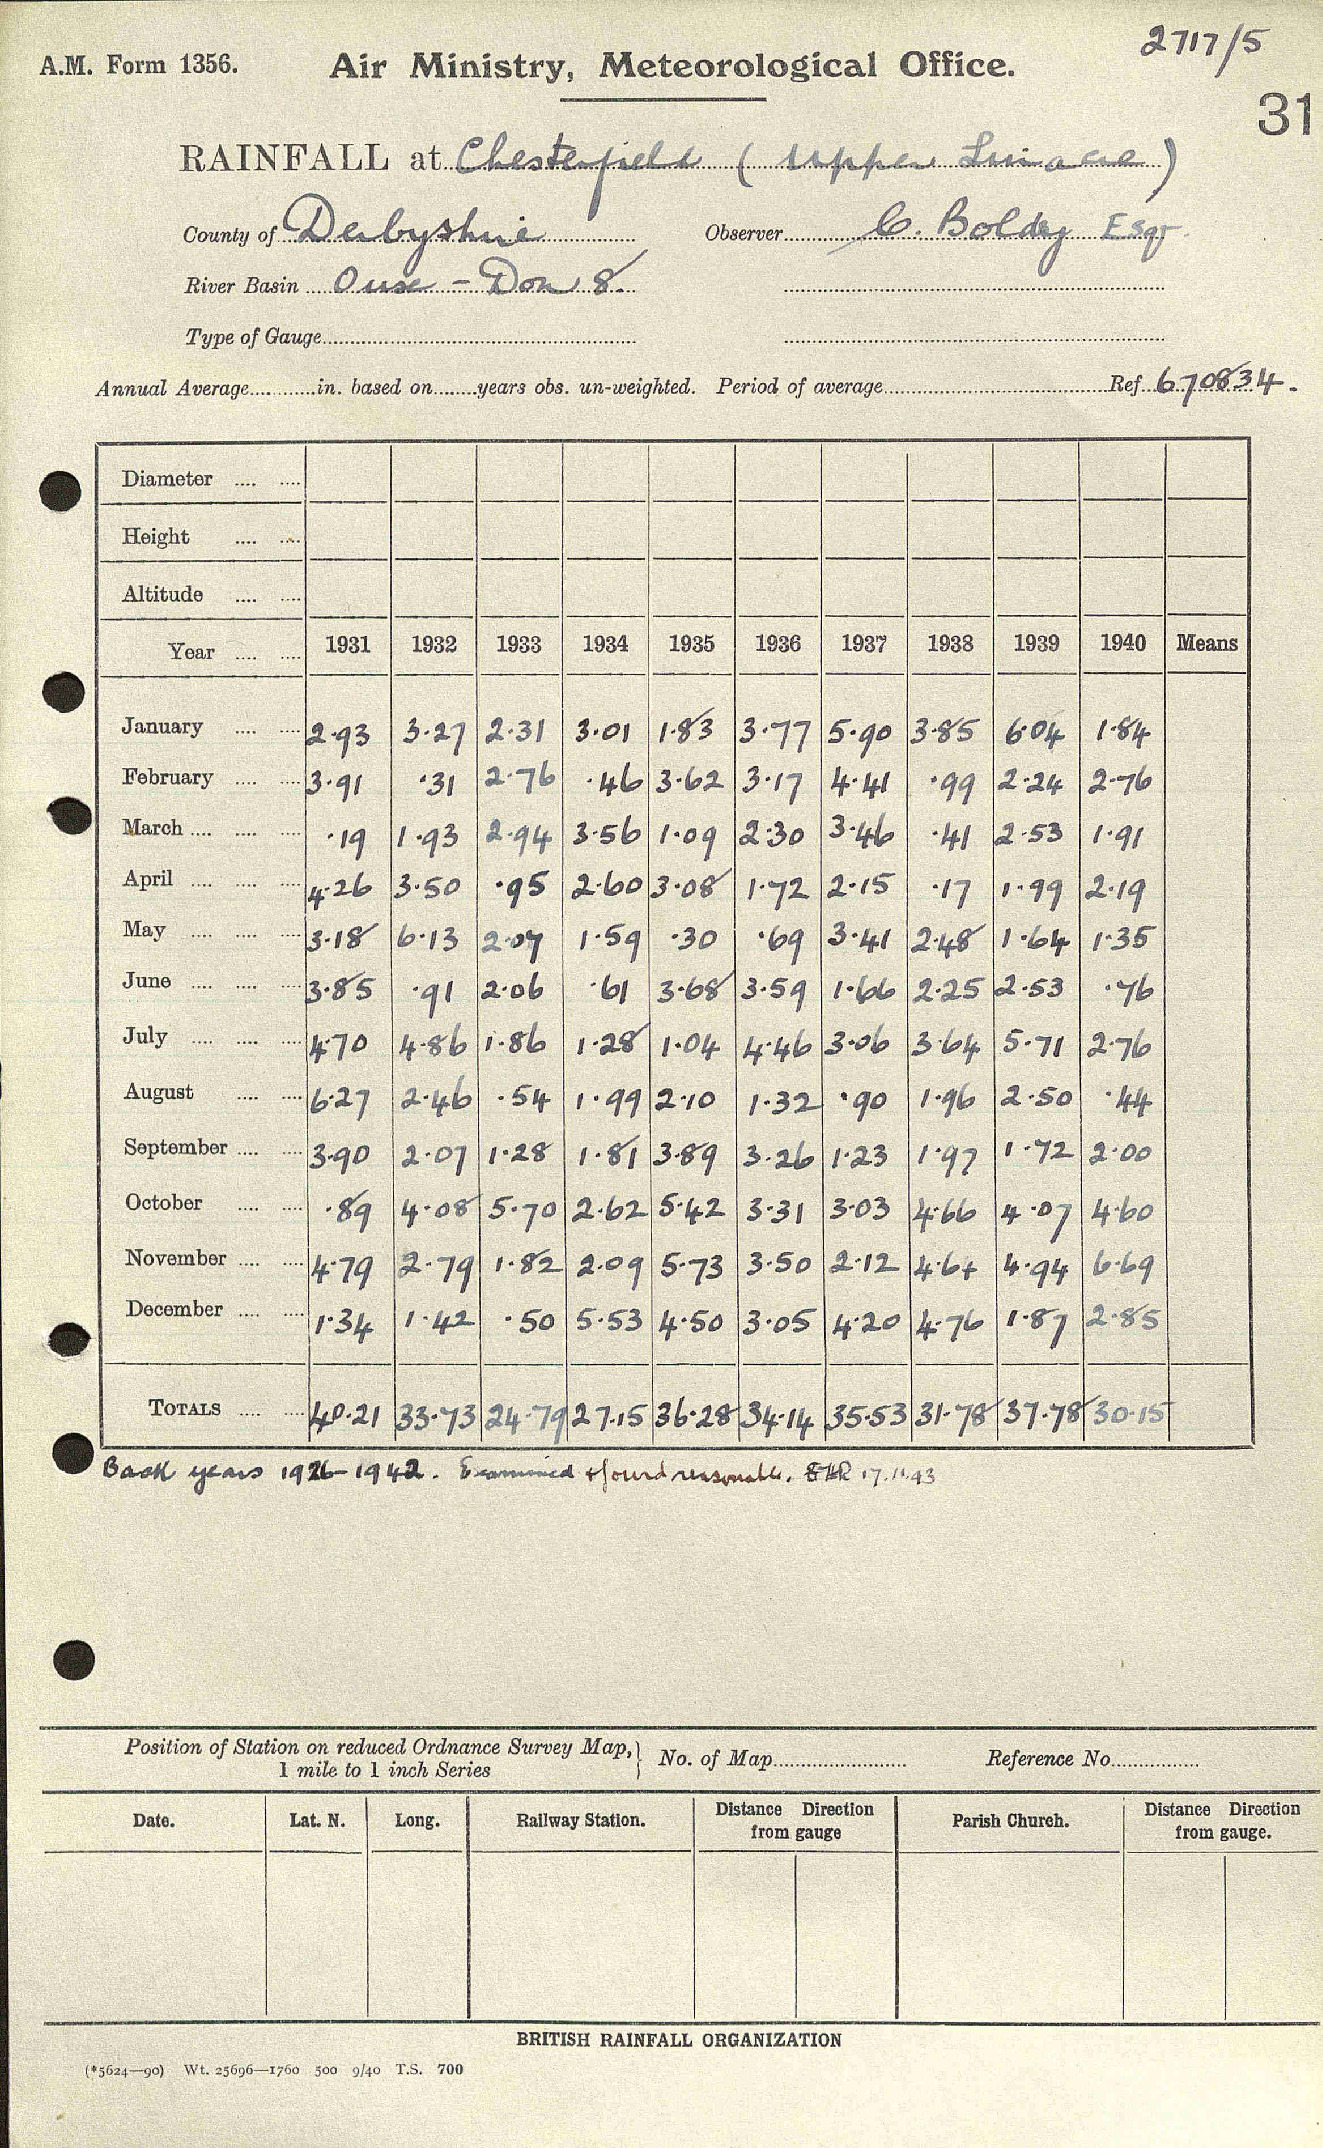 2717/5
A.M. Form 1356. Air Ministry, Meteorological Office.
31
RAINFALL at Chesterfield (Upper Linacre)
County of Derbyshire Observer C. Boldry Esqr
River Basin Ouse - Don 8.
Type of Gauge
Annual Average in. based on years obs. un-weighted. Period of average Ref 670834.
Diameter
Height
Altitude
Year 1931 1932 1933 1934 1935 1936 1937 1938 1939 1940 Means
January 2.93 3.27 2.31 3.01 1.83 3.77 5.90 3.85 6.04 1.84
February 3.91 .31 2.76 .46 3.62 3.17 4.41 .99 2.24 2.76
March .19 1.93 2.94 3.56 1.09 2.30 3.46 .41 2.53 1.91
April 4.26 3.50 .95 2.60 3.08 1.72 2.15 .17 1.99 2.19
May 3.18 6.13 2.07 1.59 .30 .69 3.41 2.48 1.64 1.35
June 3.85 .91 2.06 .61 3.68 3.59 1.66 2.25 2.53 .76
July 4.70 4.86 1.86 1.28 1.04 4.46 3.06 3.64 5.71 2.76
August 6.27 2.46 .54 1.99 2.10 1.32 .90 1.96 2.50 .44
September 3.90 2.07 1.28 1.81 3.89 3.26 1.23 1.97 1.72 2.00
October .89 4.08 5.70 2.62 5.42 3.31 3.03 4.66 4.07 4.60
November 4.79 2.79 1.82 2.09 5.73 3.50 2.12 4.64 4.94 6.69
December 1.34 1.42 .50 5.53 4.50 3.05 4.20 4.76 1.87 2.85
TOTALS 40.21 33.73 24.79 27.15 36.28 34.14 35.53 31.78 37.78 30.15
Back years 1926-1942. Examined & found reasonable. 17.11.43
Position of Station on reduced Ordnance Survey Map, No. of Map Reference No.
1 mile to 1 inch Series
Date. Lat. N. Long. Railway Station. Distance from gauge Direction Parish Church. Distance from gauge. Direction
BRITISH RAINFALL ORGANIZATION
(*5624—90) Wt. 25696—1760 500 9/40 T.S. 700